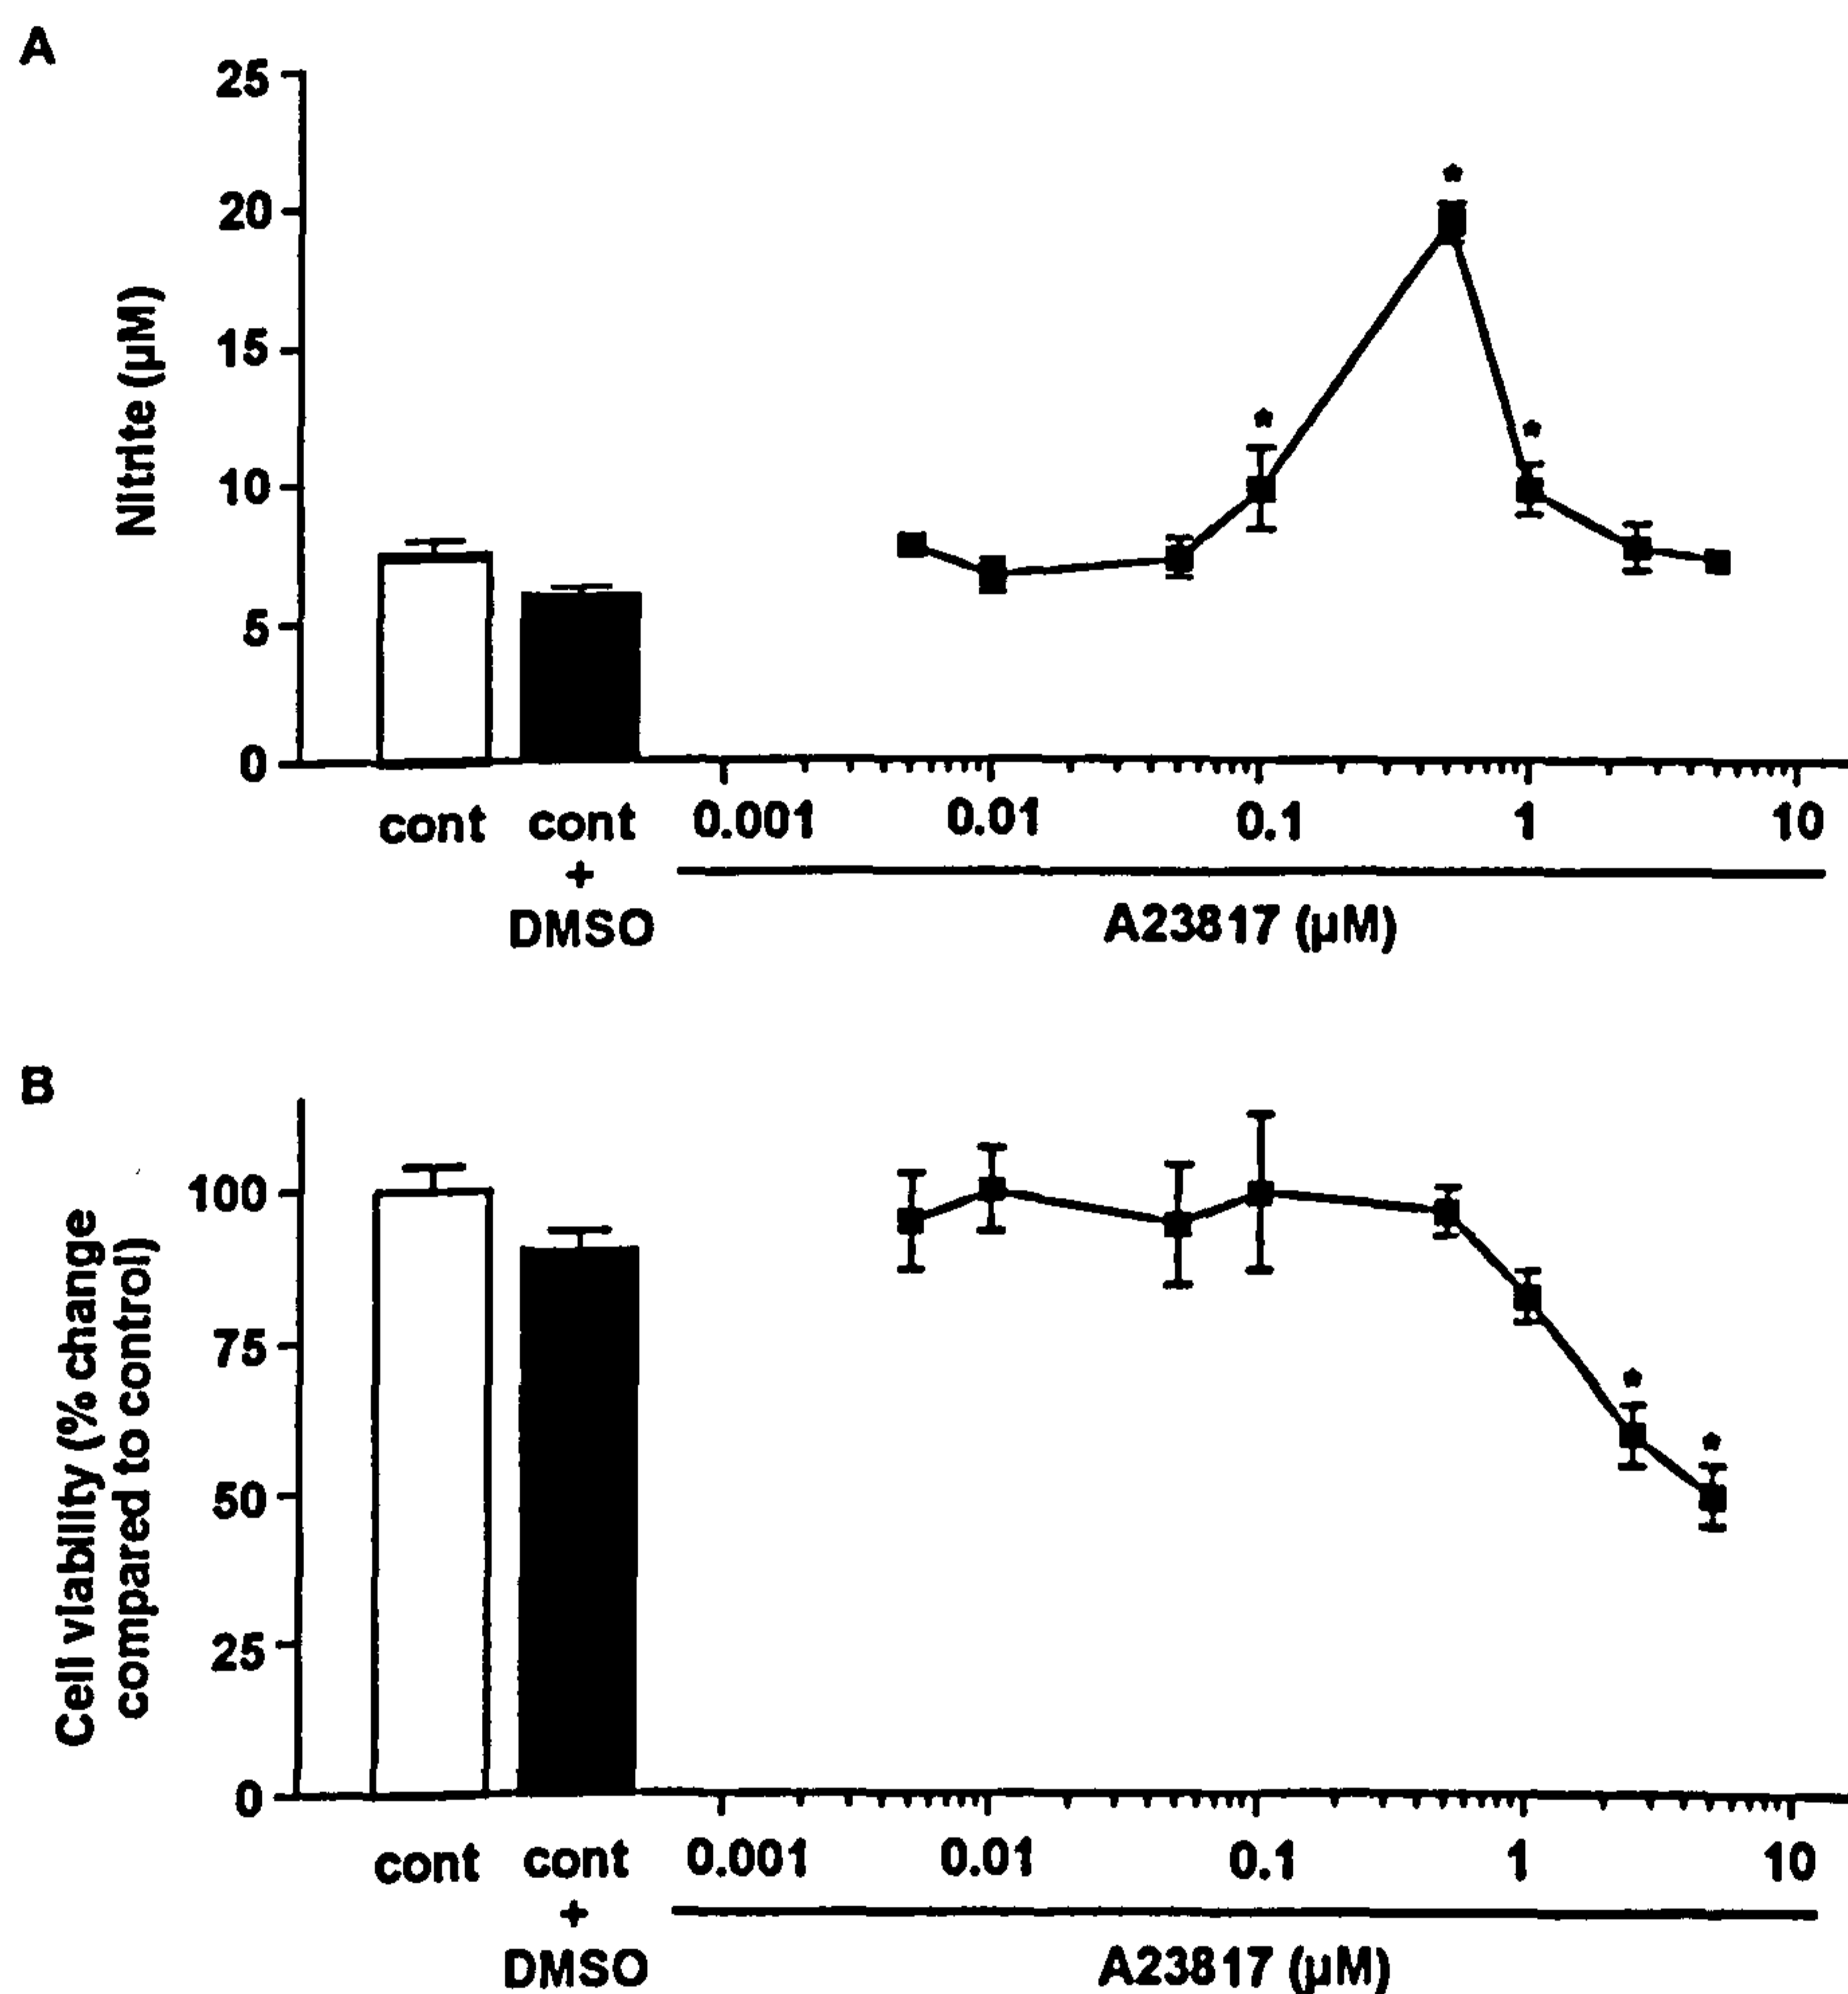 A
25
20
15
10
5
0
Nitrite (µM)
* * *
cont cont 0.001 0.01 0.1 1 10
+
DMSO A23817 (µM)
B
100
75
50
25
0
Cell viability (% change
compared to control)
* *
cont cont 0.001 0.01 0.1 1 10
+
DMSO A23817 (µM)